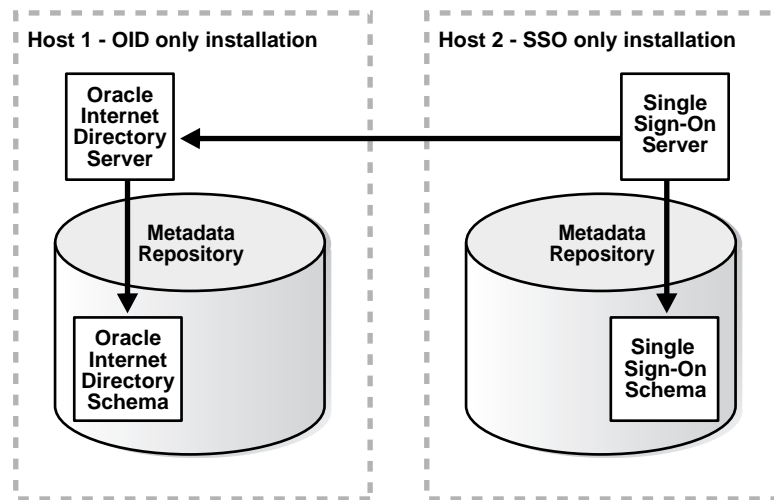 Host 1 - OID only installation
Oracle
Internet
Directory
Server
Metadata
Repository
Oracle
Internet
Directory
Schema
Host 2 - SSO only installation
Single
Sign-On
Server
Metadata
Repository
Single
Sign-On
Schema